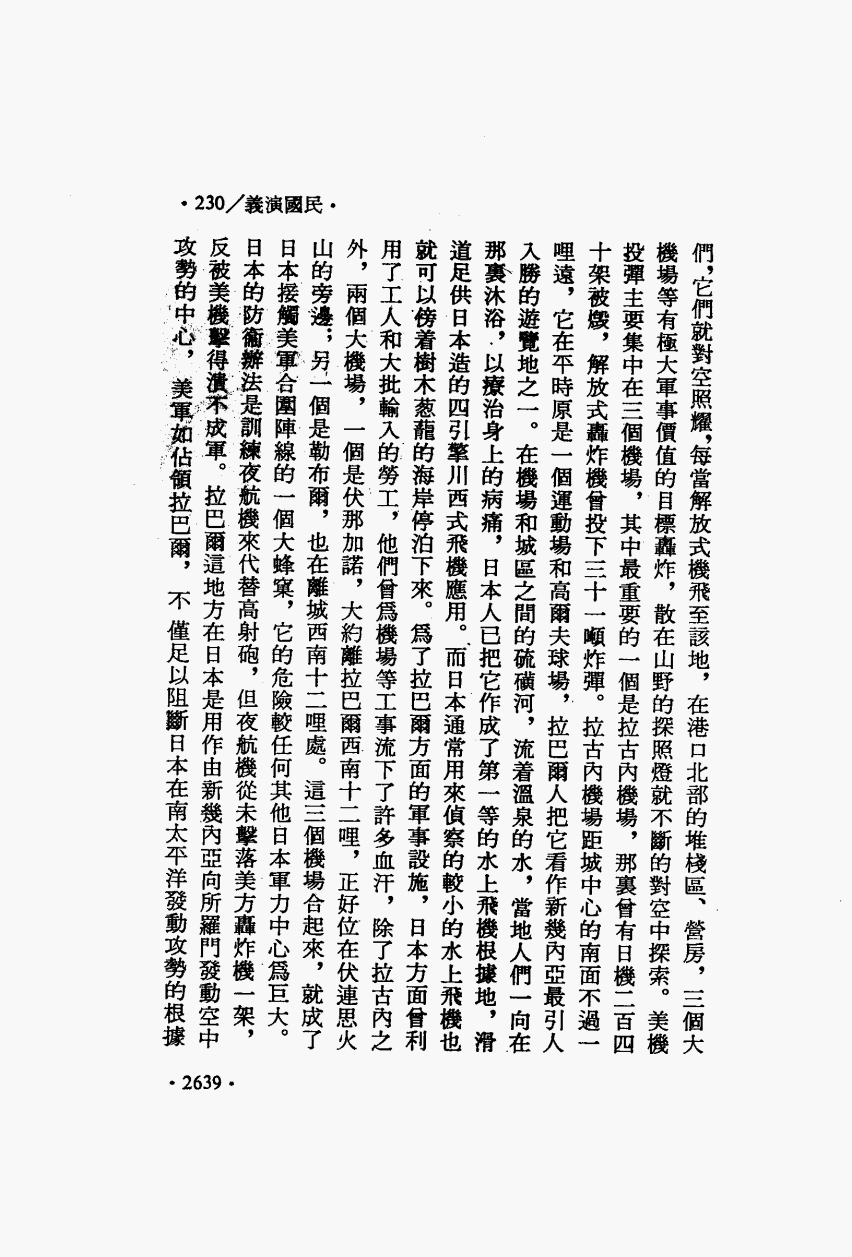 ・230／義演國民・
們，它們就對空照耀，每當解放式機飛至該地，在港口北部的堆棧區、營房，三個大
機場等有極大軍事價值的目標轟炸，散在山野的探照燈就不斷的對空中探索。美機
投彈主要集中在三個機場，其中最重要的一個是拉古內機場，那裏曾有日機二百四
十架被燬，解放式轟炸機曾投下三十一噸炸彈。拉古內機場距城中心的南面不過一
哩遠，它在平時原是一個運動場和高爾夫球場，拉巴爾人把它看作新幾內亞最引人
入勝的遊覽地之一。在機場和城區之間的硫磺河，流着溫泉的水，當地人們一向在
那裏沐浴，以療治身上的病痛，日本人已把它作成了第一等的水上飛機根據地，滑
道足供日本造的四引擎川西式飛機應用。而日本通常用來偵察的較小的水上飛機也
就可以傍着樹木葱蘢的海岸停泊下來。爲了拉巴爾方面的軍事設施，日本方面曾利
用了工人和大批輸入的勞工，他們曾爲機場等工事流下了許多血汗，除了拉古內之
外，兩個大機場，一個是伏那加諾，大約離拉巴爾西南十二哩，正好位在伏連思火
山的旁邊；另一個是勒布爾，也在離城西南十二哩處。這三個機場合起來，就成了
日本接觸美軍合圍陣線的一個大蜂窠，它的危險較任何其他日本軍力中心爲巨大。
日本的防衞辦法是訓練夜航機來代替高射砲，但夜航機從未擊落美方轟炸機一架，
反被美機擊得潰不成軍。拉巴爾這地方在日本是用作由新幾內亞向所羅門發動空中
攻勢的中心，美軍如佔領拉巴爾，不僅足以阻斷日本在南太平洋發動攻勢的根據
・2639・